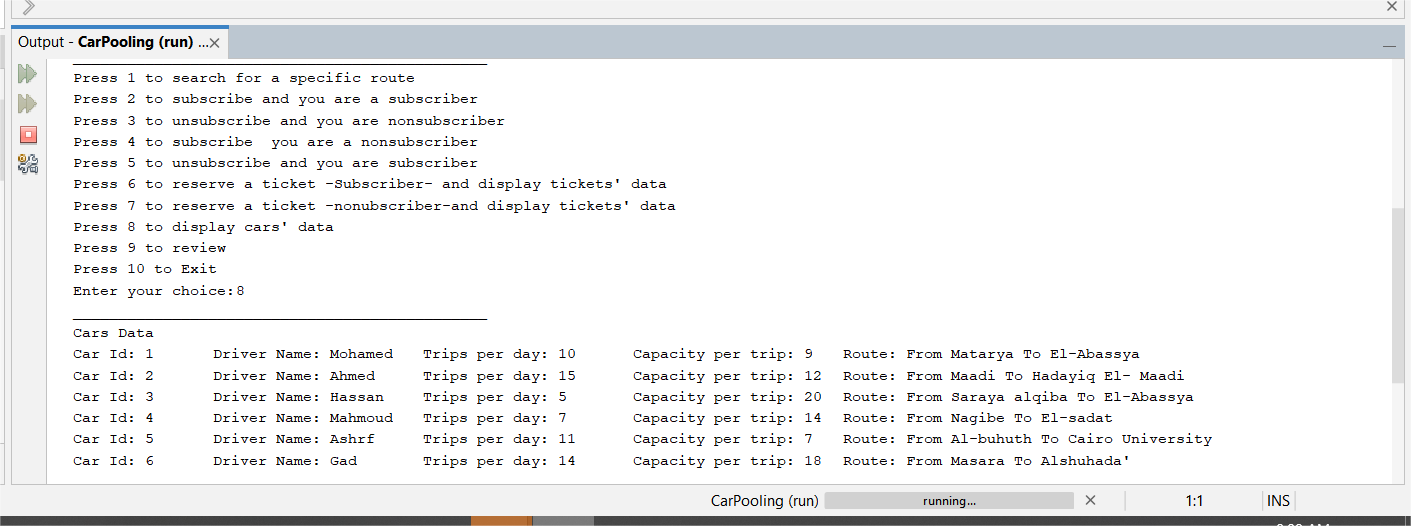 Output - CarPooling (run) ...
Press 1 to search for a specific route
Press 2 to subscribe and you are a subscriber
Press 3 to unsubscribe and you are nonsubscriber
Press 4 to subscribe  you are a nonsubscriber
Press 5 to unsubscribe and you are subscriber
Press 6 to reserve a ticket -Subscriber- and display tickets' data
Press 7 to reserve a ticket -nonubscriber-and display tickets' data
Press 8 to display cars' data
Press 9 to review
Press 10 to Exit
Enter your choice:8
Cars Data
Car Id: 1 Driver Name: Mohamed Trips per day: 10 Capacity per trip: 9 Route: From Matarya To El-Abassya
Car Id: 2 Driver Name: Ahmed Trips per day: 15 Capacity per trip: 12 Route: From Maadi To Hadayiq El- Maadi
Car Id: 3 Driver Name: Hassan Trips per day: 5 Capacity per trip: 20 Route: From Saraya alqiba To El-Abassya
Car Id: 4 Driver Name: Mahmoud Trips per day: 7 Capacity per trip: 14 Route: From Nagibe To El-sadat
Car Id: 5 Driver Name: Ashrf Trips per day: 11 Capacity per trip: 7 Route: From Al-buhuth To Cairo University
Car Id: 6 Driver Name: Gad Trips per day: 14 Capacity per trip: 18 Route: From Masara To Alshuhada'
CarPooling (run) running... 1:1 INS